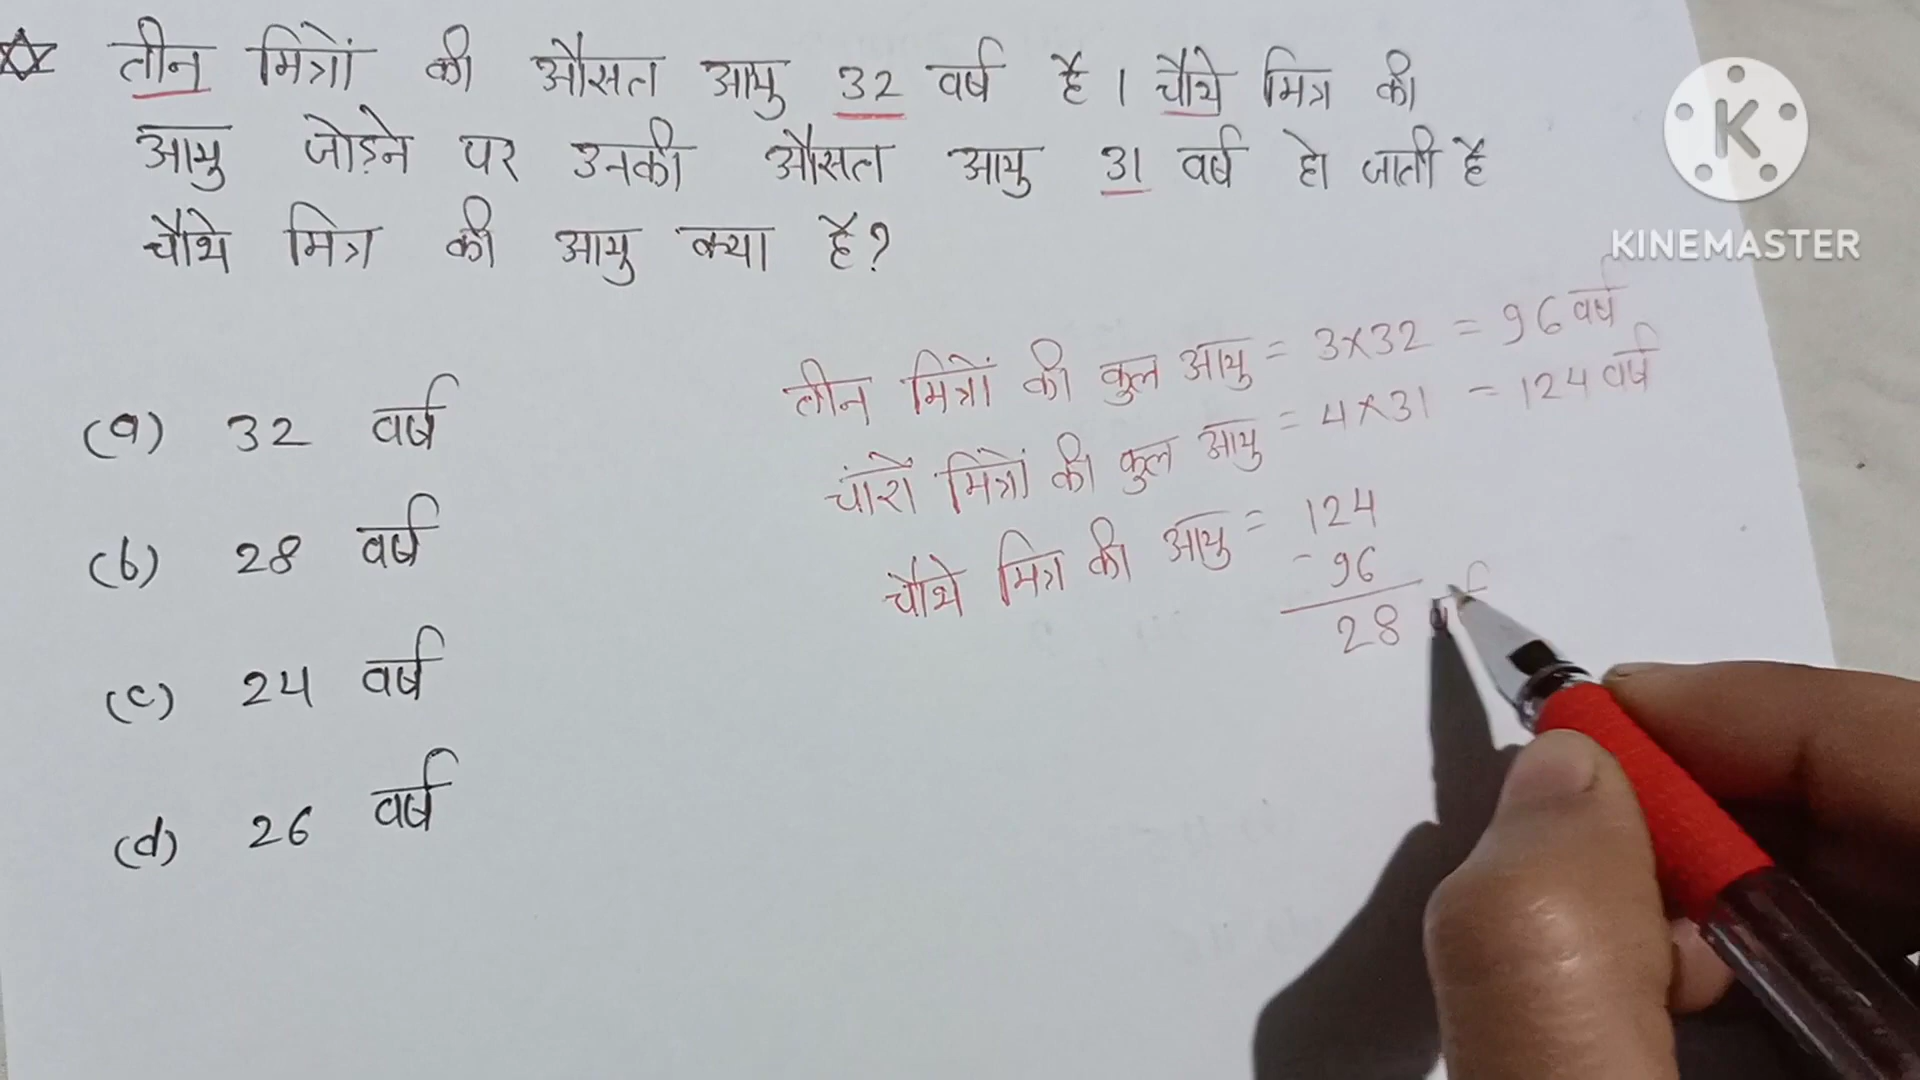 तीन मित्रों की औसत आयु 32 वर्ष है। चौथे मित्र की
आयु जोड़ने पर उनकी औसत आयु 31 वर्ष हो जाती है
चौथे मित्र की आयु क्या है?
(a) 32 वर्ष
(b) 28 वर्ष
(c) 24 वर्ष
(d) 26 वर्ष
तीन मित्रों की कुल आयु = 3×32 = 96 वर्ष
चारों मित्रों की कुल आयु = 4×31 = 124 वर्ष
चौथे मित्र की आयु = 124
- 96
28
K
KINEMASTER